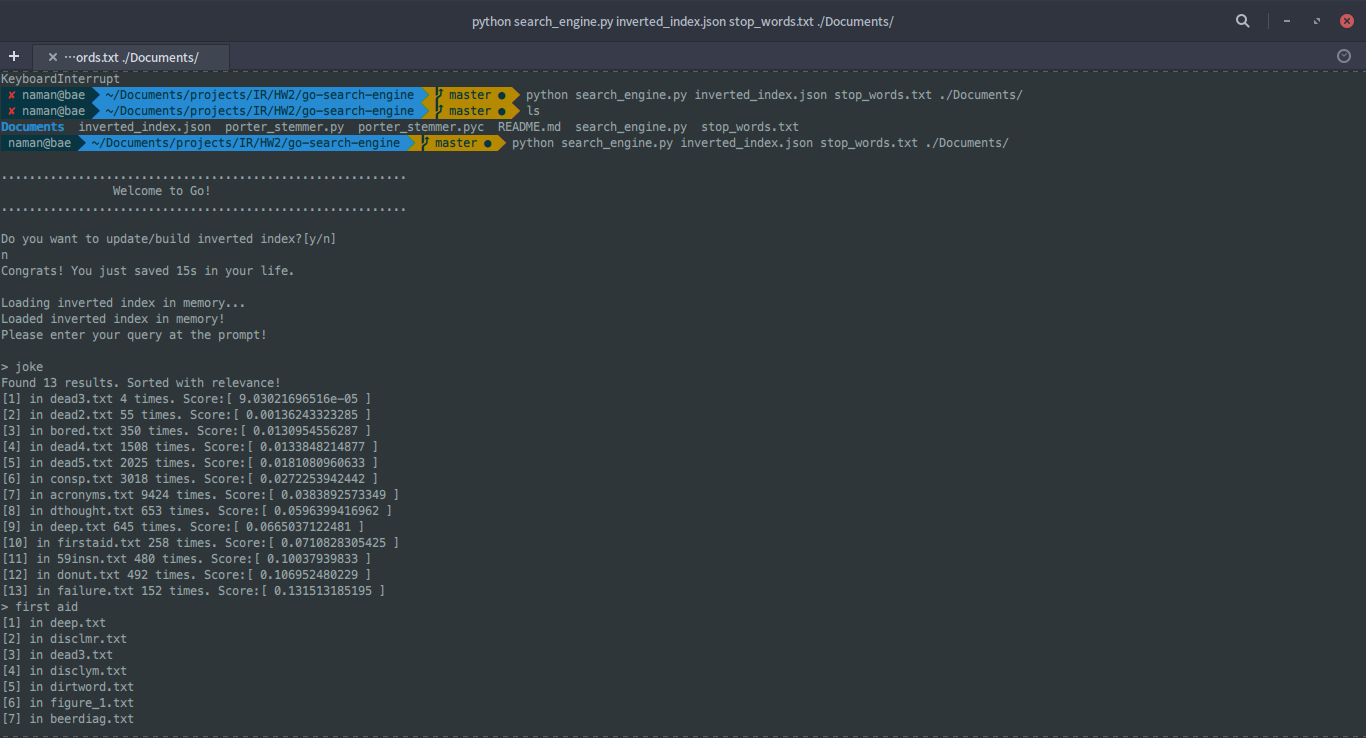 python search_engine.py inverted_index.json stop_words.txt ./Documents/
…ords.txt ./Documents/
KeyboardInterrupt
✘ naman@bae ~/Documents/projects/IR/HW2/go-search-engine master ● python search_engine.py inverted_index.json stop_words.txt ./Documents/
✘ naman@bae ~/Documents/projects/IR/HW2/go-search-engine master ● ls
Documents inverted_index.json porter_stemmer.py porter_stemmer.pyc README.md search_engine.py stop_words.txt
naman@bae ~/Documents/projects/IR/HW2/go-search-engine master ● python search_engine.py inverted_index.json stop_words.txt ./Documents/
..........................................................
Welcome to Go!
..........................................................
Do you want to update/build inverted index?[y/n]
n
Congrats! You just saved 15s in your life.
Loading inverted index in memory...
Loaded inverted index in memory!
Please enter your query at the prompt!
> joke
Found 13 results. Sorted with relevance!
[1] in dead3.txt 4 times. Score:[ 9.03021696516e-05 ]
[2] in dead2.txt 55 times. Score:[ 0.00136243323285 ]
[3] in bored.txt 350 times. Score:[ 0.0130954556287 ]
[4] in dead4.txt 1508 times. Score:[ 0.0133848214877 ]
[5] in dead5.txt 2025 times. Score:[ 0.0181080960633 ]
[6] in consp.txt 3018 times. Score:[ 0.0272253942442 ]
[7] in acronyms.txt 9424 times. Score:[ 0.0383892573349 ]
[8] in dthought.txt 653 times. Score:[ 0.0596399416962 ]
[9] in deep.txt 645 times. Score:[ 0.0665037122481 ]
[10] in firstaid.txt 258 times. Score:[ 0.0710828305425 ]
[11] in 59insn.txt 480 times. Score:[ 0.10037939833 ]
[12] in donut.txt 492 times. Score:[ 0.106952480229 ]
[13] in failure.txt 152 times. Score:[ 0.131513185195 ]
> first aid
[1] in deep.txt
[2] in disclmr.txt
[3] in dead3.txt
[4] in disclym.txt
[5] in dirtword.txt
[6] in figure_1.txt
[7] in beerdiag.txt